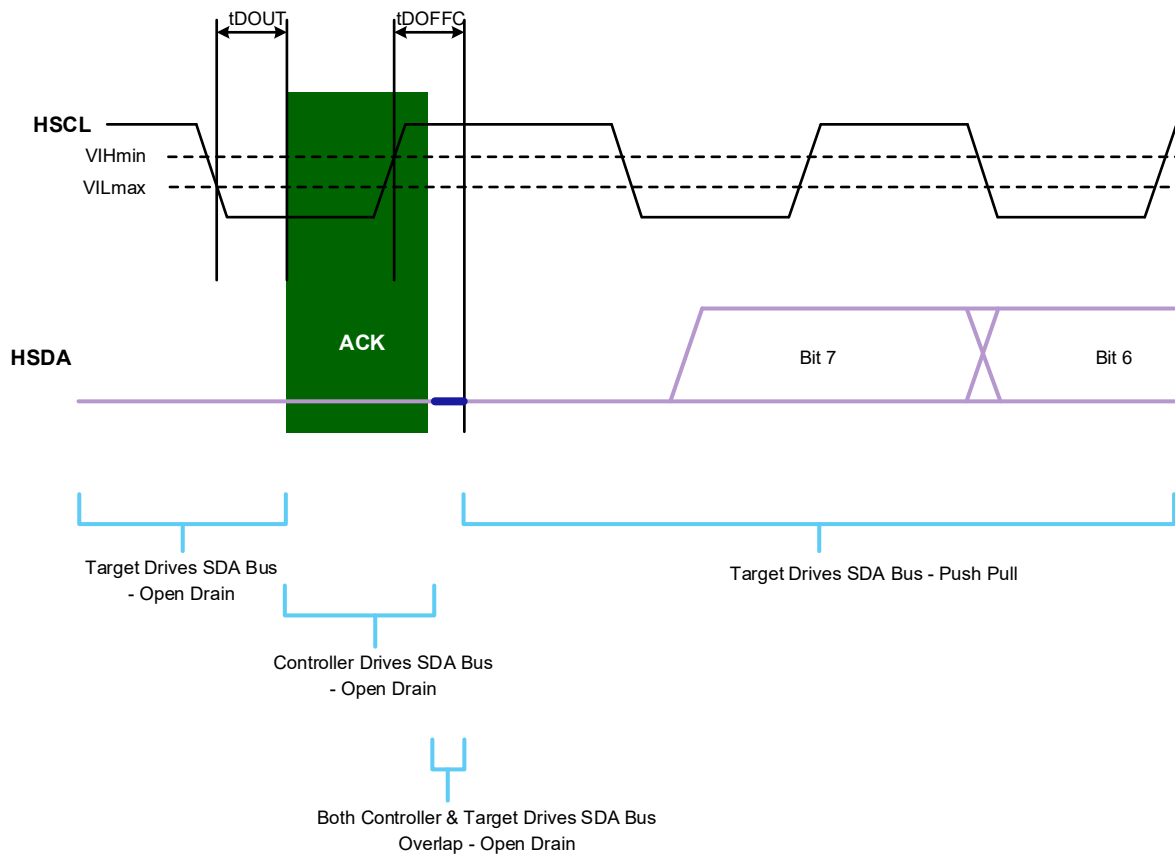 tDOUT
tDOFFC
HSCL
VIHmin
VILmax
ACK
HSDA
Bit 7
Bit 6
Target Drives SDA Bus
- Open Drain
Target Drives SDA Bus - Push Pull
Controller Drives SDA Bus
- Open Drain
Both Controller & Target Drives SDA Bus
Overlap - Open Drain